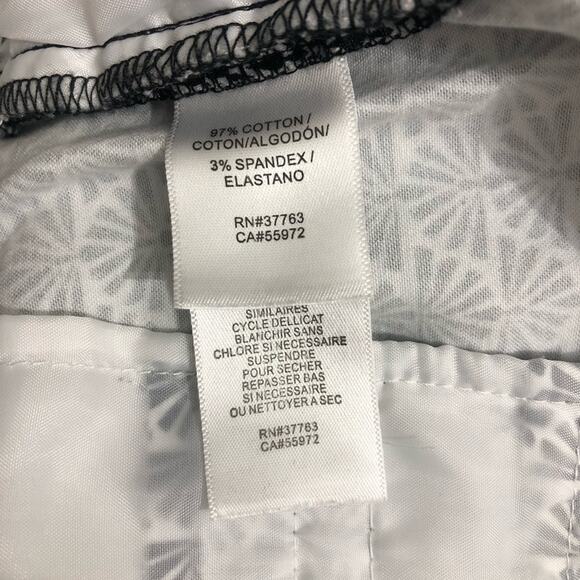 97% COTTON/
COTON/ALGODÓN/
3% SPANDEX/
ELASTANO
RN#37763
CA#55972
SIMILAIRES
CYCLE DELLICAT
BLANCHIR SANS
CHLORE SI NECESSAIRE
SUSPENDRE
POUR SECHER
REPASSER BAS
SI NECESSAIRE
OU NETTOYER A SEC
RN#37763
CA#55972